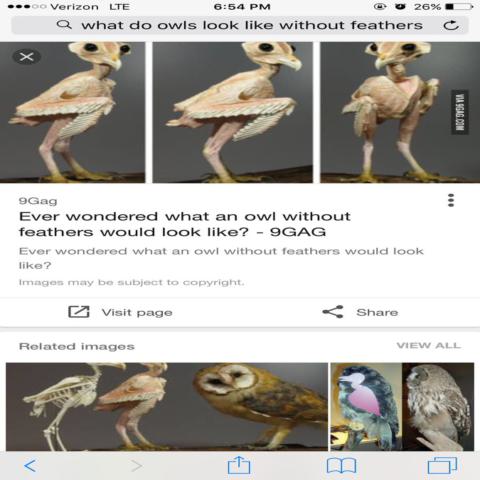 Verizon LTE 6:54 PM 26%
what do owls look like without feathers
VIA 9GAG.COM
9Gag
Ever wondered what an owl without
feathers would look like? - 9GAG
Ever wondered what an owl without feathers would look
like?
Images may be subject to copyright.
Visit page Share
Related images VIEW ALL